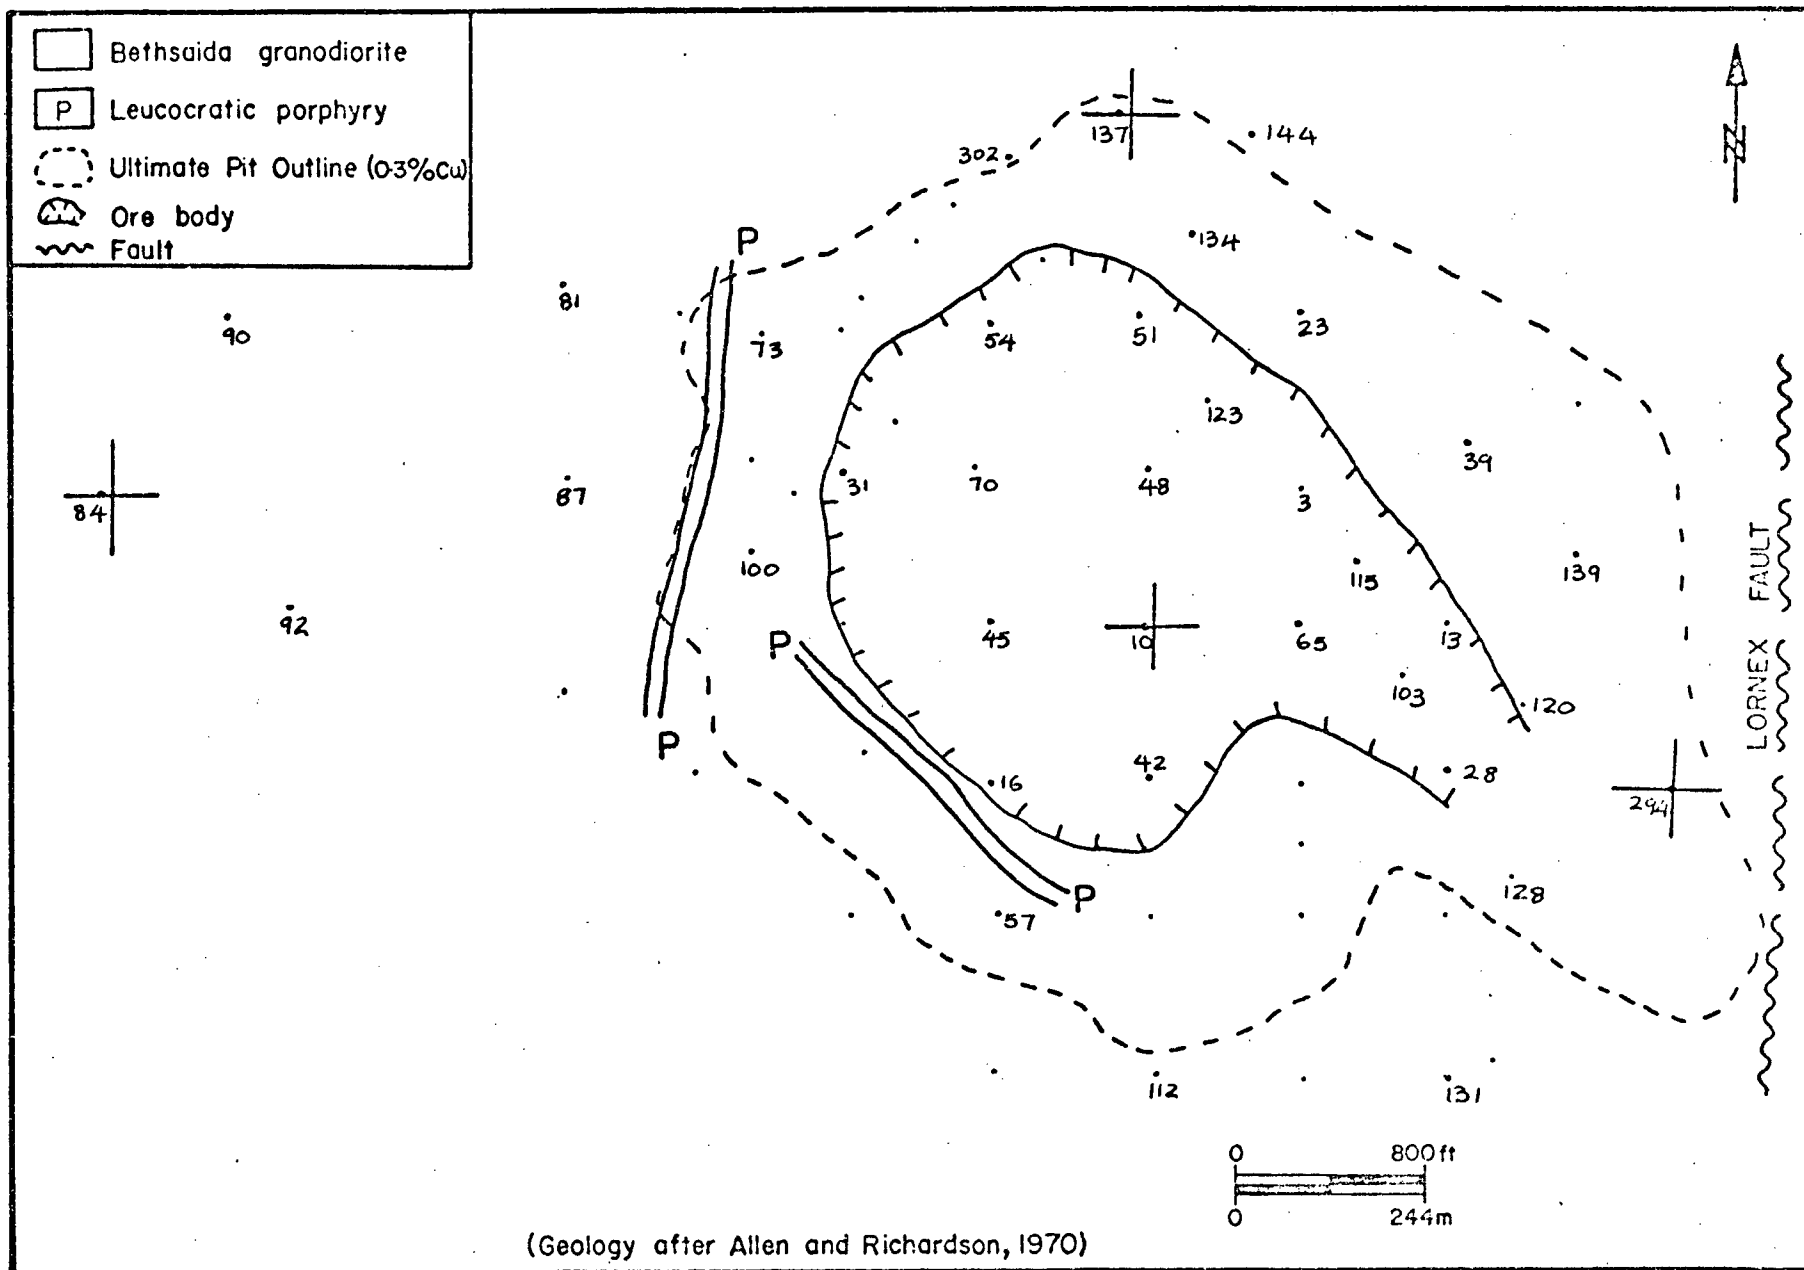 Bethsaida granodiorite
P Leucocratic porphyry
Ultimate Pit Outline (0.3%Cu)
Ore body
Fault
N
137
144
302
134
P
81
90
73
54
51
23
123
39
84
87
31
70
48
3
100
115
139
92
P
45
10
65
13
103
120
P
16
42
28
294
LORNEX FAULT
P
57
128
112
131
0 800ft
0 244m
(Geology after Allen and Richardson, 1970)